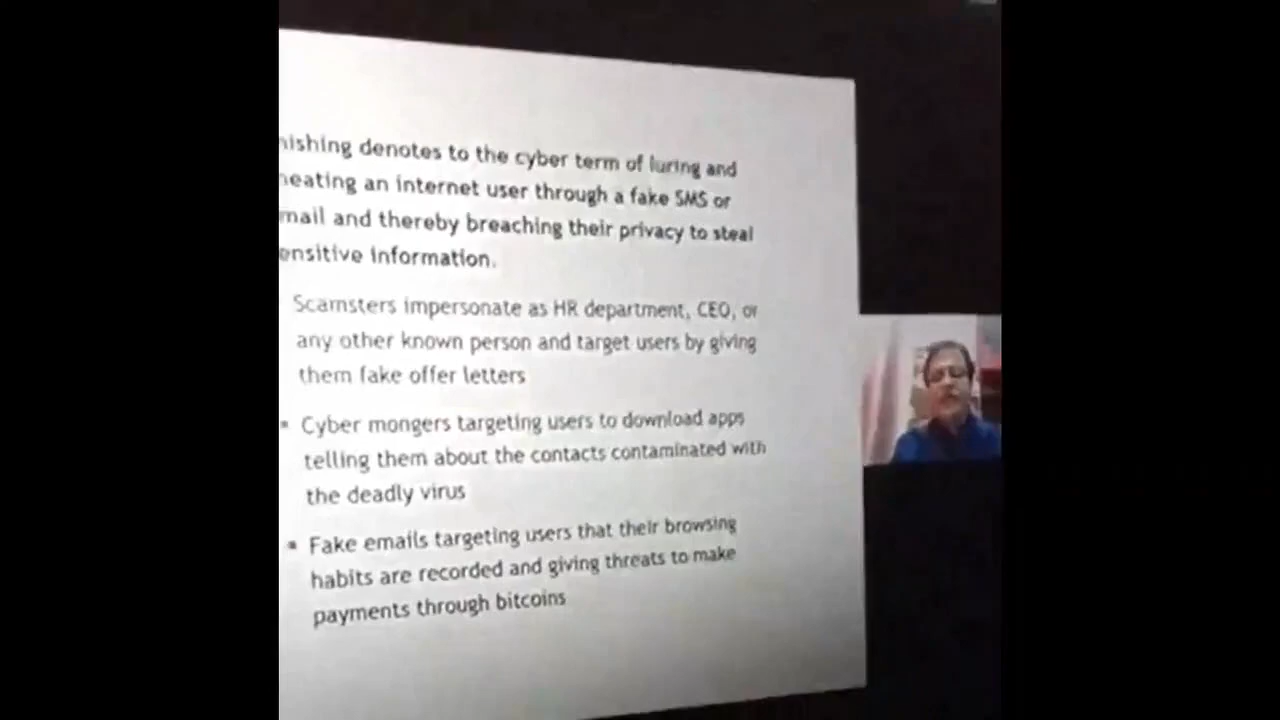 hishing denotes to the cyber term of luring and
heating an internet user through a fake SMS or
mail and thereby breaching their privacy to steal
ensitive information.
Scamsters impersonate as HR department, CEO, or
any other known person and target users by giving
them fake offer letters
▪ Cyber mongers targeting users to download apps
telling them about the contacts contaminated with
the deadly virus
▪ Fake emails targeting users that their browsing
habits are recorded and giving threats to make
payments through bitcoins